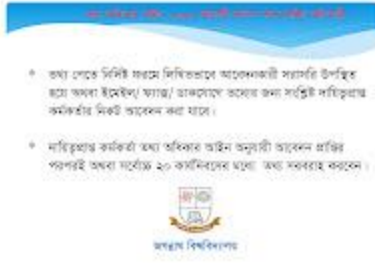 তথ্য পেতে নির্দিষ্ট ফরমে লিখিতভাবে আবেদনকারী সরাসরি উপস্থিত
হয়ে অথবা ইমেইল/ ফ্যাক্স/ ডাকযোগে তথ্যের জন্য সংশ্লিষ্ট দায়িত্বপ্রাপ্ত
কর্মকর্তার নিকট আবেদন করা যাবে।
দায়িত্বপ্রাপ্ত কর্মকর্তা তথ্য অধিকার আইন অনুযায়ী আবেদন প্রাপ্তির
পরপরই অথবা সর্বোচ্চ ২০ কার্যদিবসের মধ্যে তথ্য সরবরাহ করবেন।
জগন্নাথ বিশ্ববিদ্যালয়